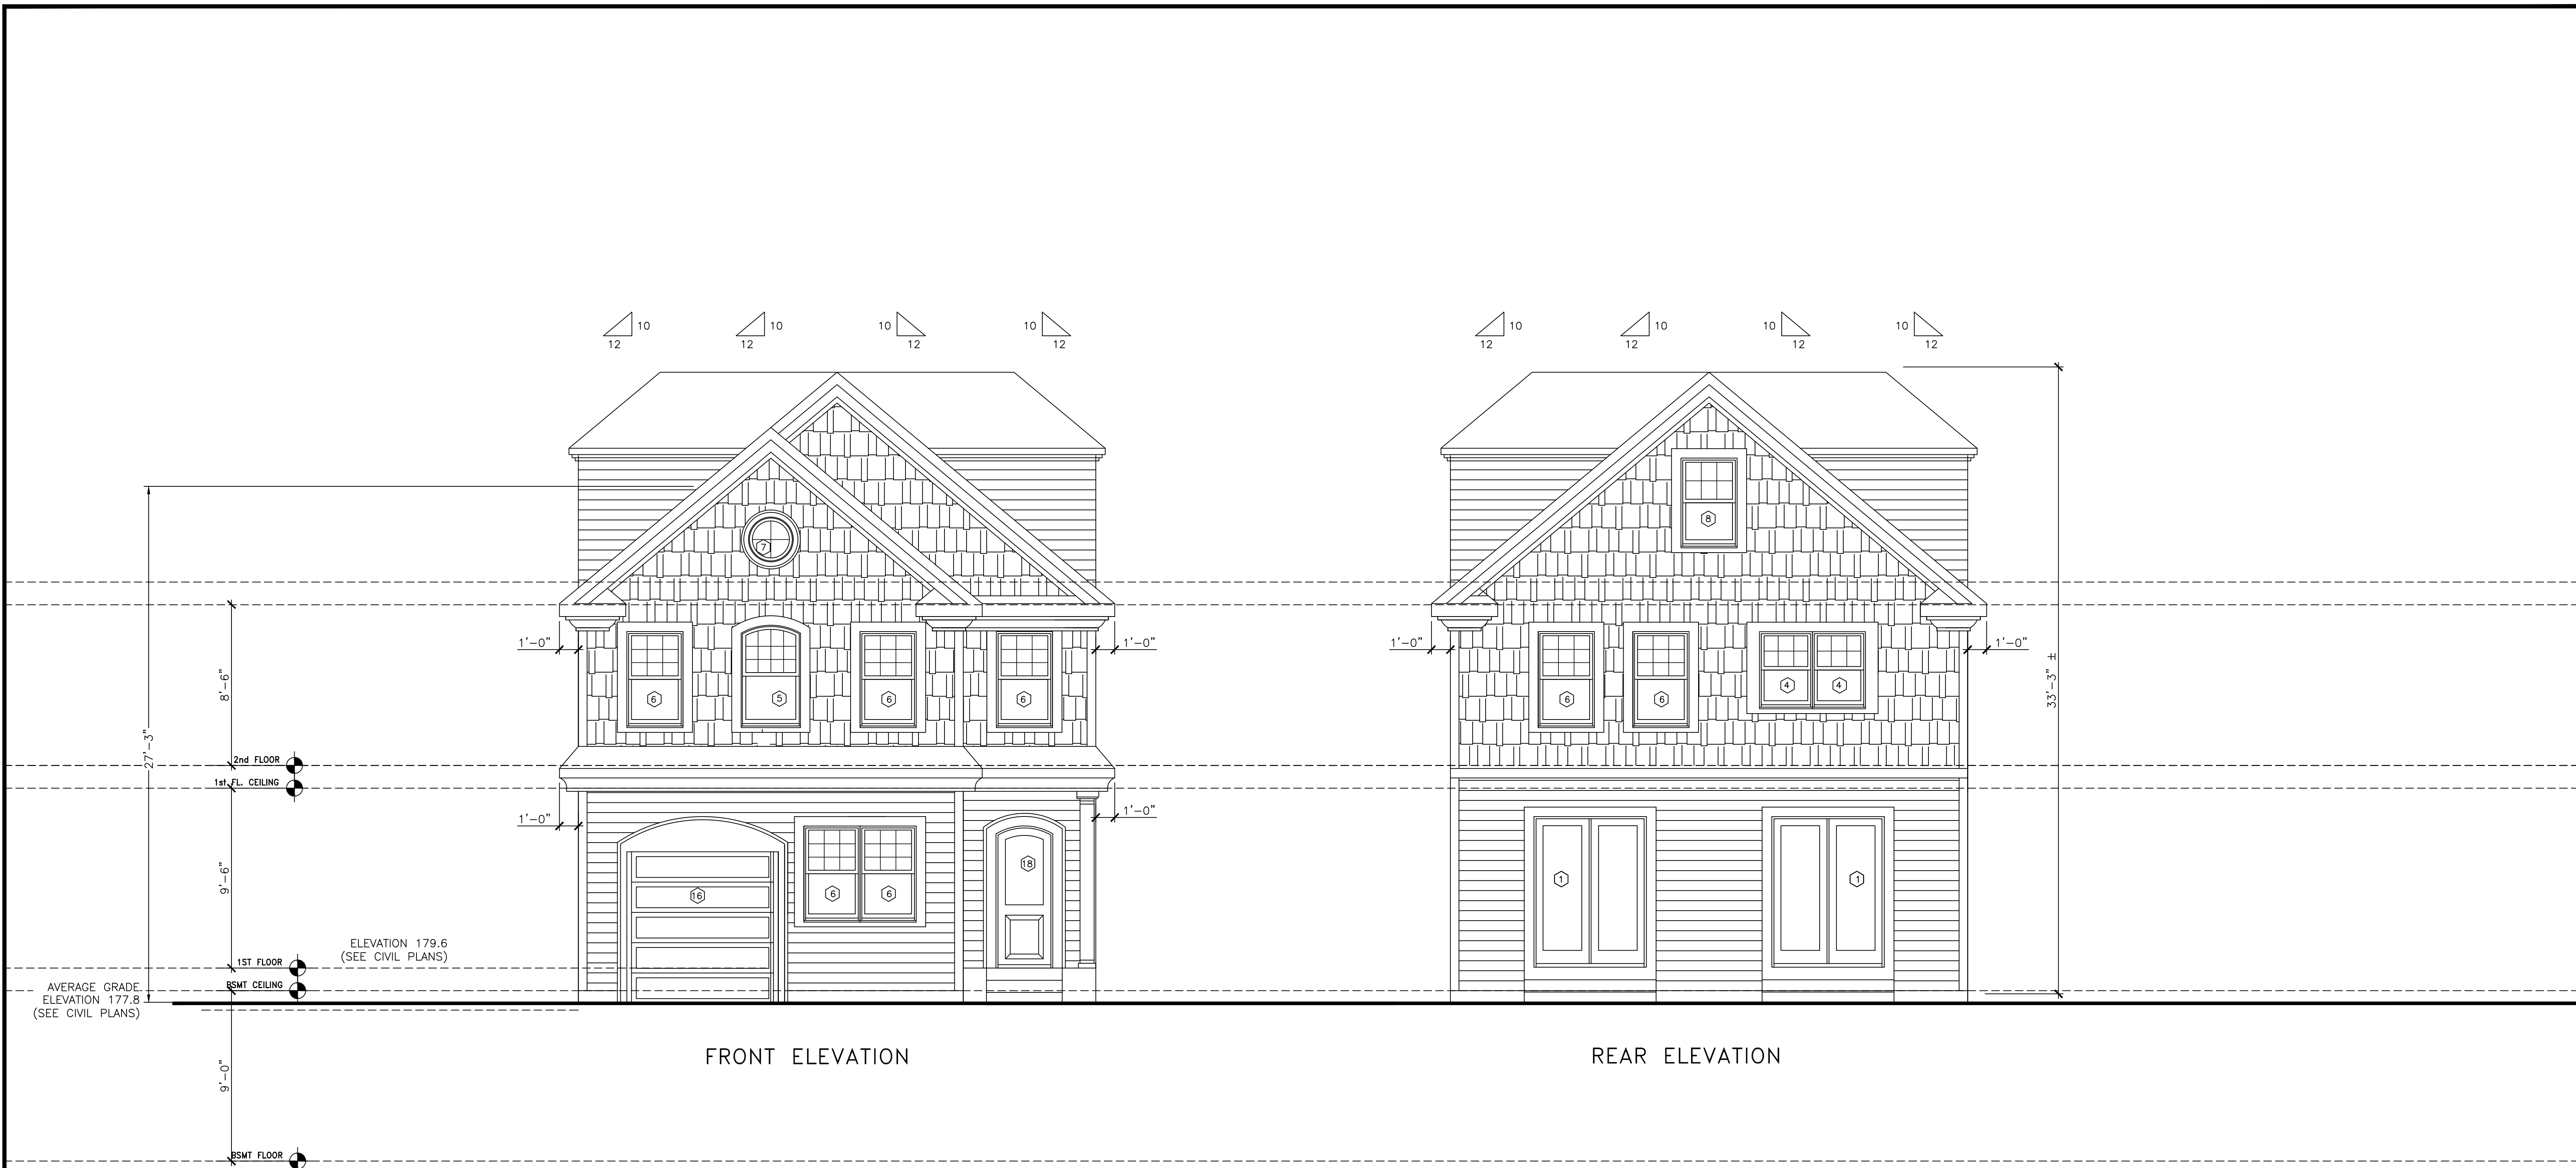 10 10 10 10 10 10 10 10
12 12 12 12 12 12 12 12
8
7
1'-0" 1'-0" 1'-0" 1'-0"
8'-6"
33'-3" ±
6 5 6 6 6 6 4 4
27'-3"
2nd FLOOR
1st FL. CEILING
1'-0" 1'-0"
9'-6"
18
16 6 6 1 1
ELEVATION 179.6
(SEE CIVIL PLANS)
1ST FLOOR
AVERAGE GRADE
ELEVATION 177.8
(SEE CIVIL PLANS)
BSMT CEILING
FRONT ELEVATION
REAR ELEVATION
9'-0"
BSMT FLOOR